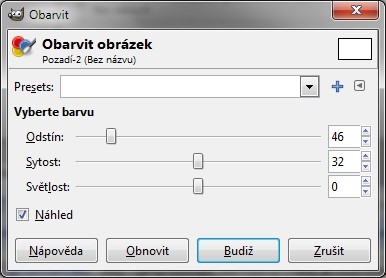 Obarvit
Obarvit obrázek
Pozadí-2 (Bez názvu)
Presets:
Vyberte barvu
Odstín: 46
Sytost: 32
Světlost: 0
Náhled
Nápověda Obnovit Budiž Zrušit